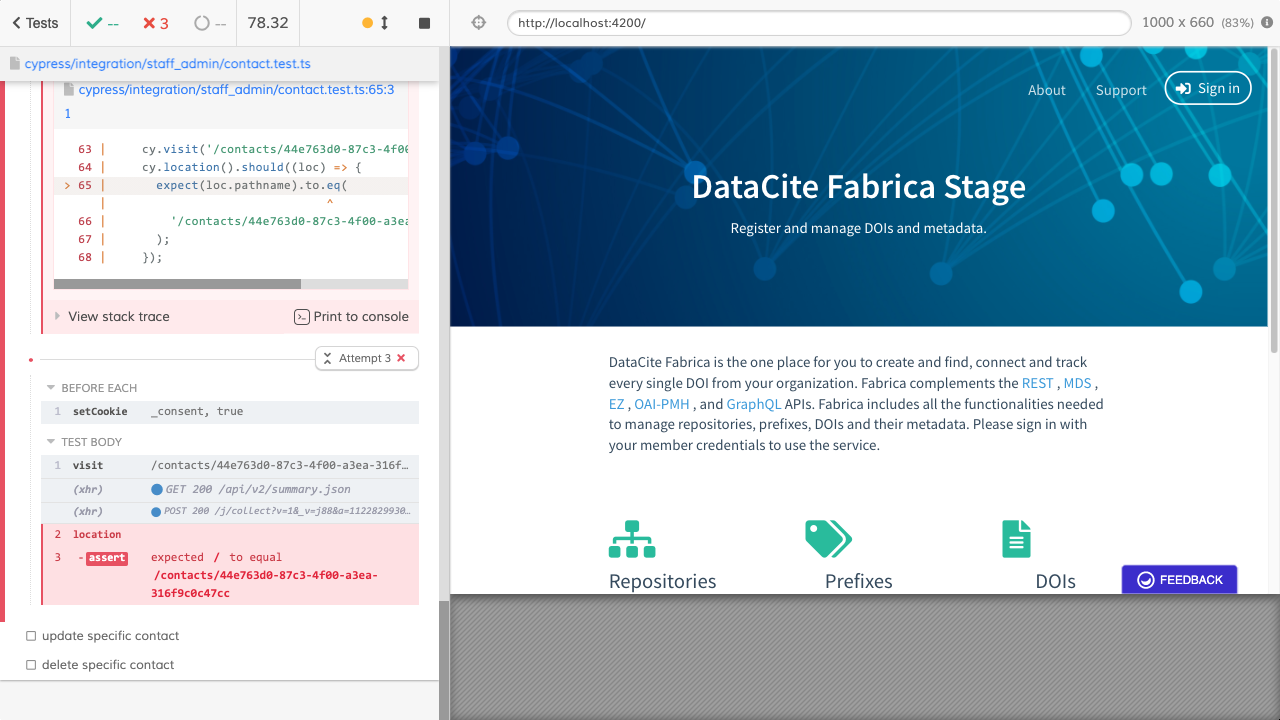 Tests
--
3
--
78.32
cypress/integration/staff_admin/contact.test.ts
cypress/integration/staff_admin/contact.test.ts:65:3
1
63 | cy.visit('/contacts/44e763d0-87c3-4f00
64 | cy.location().should((loc) => {
> 65 | expect(loc.pathname).to.eq(
| ^
66 | '/contacts/44e763d0-87c3-4f00-a3ea
67 | );
68 | });
View stack trace
Print to console
Attempt 3
BEFORE EACH
1 setCookie _consent, true
TEST BODY
1 visit /contacts/44e763d0-87c3-4f00-a3ea-316f…
(xhr) GET 200 /api/v2/summary.json
(xhr) POST 200 /j/collect?v=1&_v=j88&a=1122829930…
2 location
3 -assert expected / to equal
/contacts/44e763d0-87c3-4f00-a3ea-
316f9c0c47cc
update specific contact
delete specific contact
http://localhost:4200/
1000 x 660 (83%)
About
Support
Sign in
DataCite Fabrica Stage
Register and manage DOIs and metadata.
DataCite Fabrica is the one place for you to create and find, connect and track
every single DOI from your organization. Fabrica complements the REST , MDS ,
EZ , OAI-PMH , and GraphQL APIs. Fabrica includes all the functionalities needed
to manage repositories, prefixes, DOIs and their metadata. Please sign in with
your member credentials to use the service.
Repositories
Prefixes
DOIs
FEEDBACK